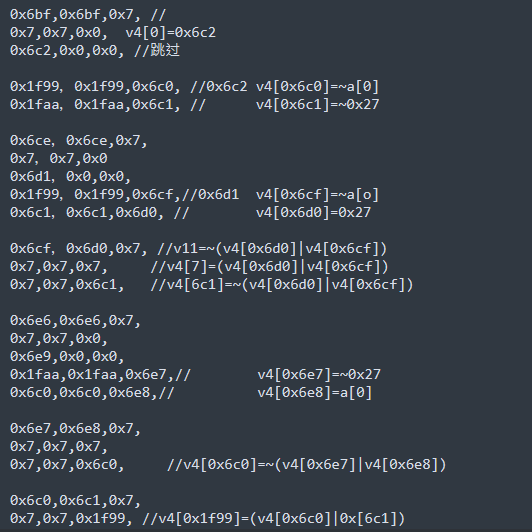 0x6bf,0x6bf,0x7, //
0x7,0x7,0x0,  v4[0]=0x6c2
0x6c2,0x0,0x0, //跳过
0x1f99, 0x1f99,0x6c0, //0x6c2 v4[0x6c0]=~a[0]
0x1faa, 0x1faa,0x6c1, //      v4[0x6c1]=~0x27
0x6ce, 0x6ce,0x7,
0x7, 0x7,0x0
0x6d1, 0x0,0x0,
0x1f99, 0x1f99,0x6cf,//0x6d1  v4[0x6cf]=~a[o]
0x6c1, 0x6c1,0x6d0, //        v4[0x6d0]=0x27
0x6cf, 0x6d0,0x7, //v11=~(v4[0x6d0]|v4[0x6cf])
0x7,0x7,0x7,     //v4[7]=(v4[0x6d0]|v4[0x6cf])
0x7,0x7,0x6c1,   //v4[6c1]=~(v4[0x6d0]|v4[0x6cf])
0x6e6,0x6e6,0x7,
0x7,0x7,0x0,
0x6e9,0x0,0x0,
0x1faa,0x1faa,0x6e7,//        v4[0x6e7]=~0x27
0x6c0,0x6c0,0x6e8,//          v4[0x6e8]=a[0]
0x6e7,0x6e8,0x7,
0x7,0x7,0x7,
0x7,0x7,0x6c0,     //v4[0x6c0]=~(v4[0x6e7]|v4[0x6e8])
0x6c0,0x6c1,0x7,
0x7,0x7,0x1f99, //v4[0x1f99]=(v4[0x6c0]|0x[6c1])